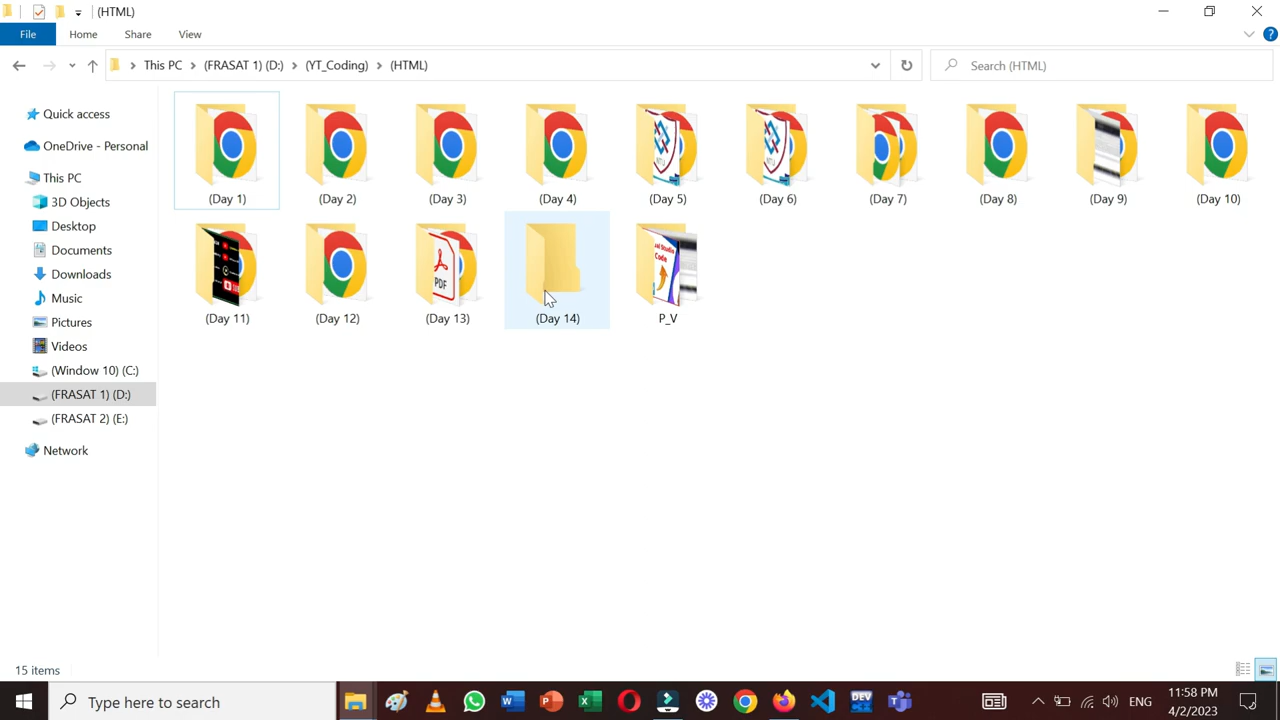 (HTML)
File Home Share View
This PC (FRASAT 1) (D:) (YT_Coding) (HTML)
Search (HTML)
Quick access
OneDrive - Personal
This PC
3D Objects
Desktop
Documents
Downloads
Music
Pictures
Videos
(Window 10) (C:)
(FRASAT 1) (D:)
(FRASAT 2) (E:)
Network
(Day 1) (Day 2) (Day 3) (Day 4) (Day 5) (Day 6) (Day 7) (Day 8) (Day 9) (Day 10)
PDF
Studio
Code
(Day 11) (Day 12) (Day 13) (Day 14) P_V
15 items
Type here to search
DEV
ENG
11:58 PM
4/2/2023